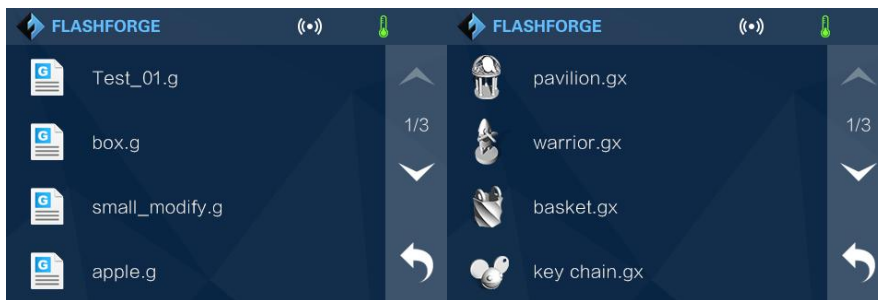 FLASHFORGE
Test_01.g
box.g
1/3
small_modify.g
apple.g
FLASHFORGE
pavilion.gx
warrior.gx
1/3
basket.gx
key chain.gx